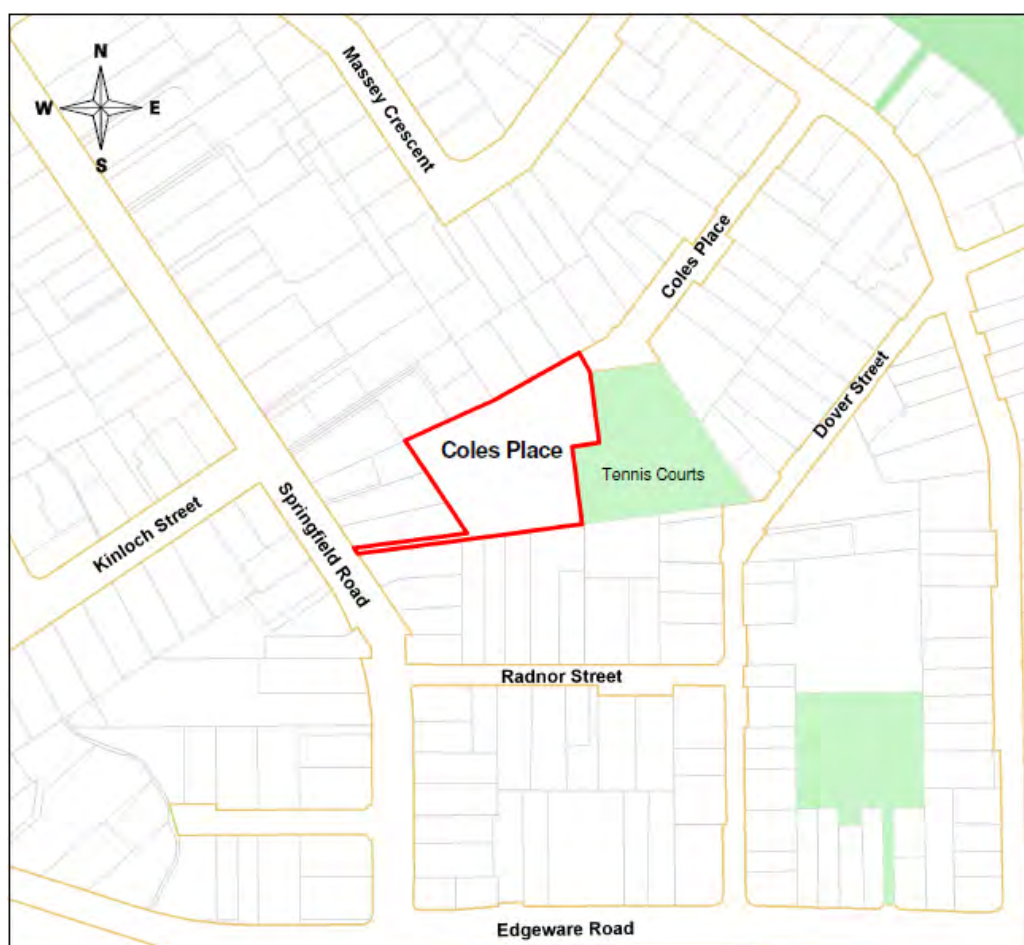 N
W E
S
Massey Crescent
Coles Place
Dover Street
Coles Place
Tennis Courts
Kinloch Street
Springfield Road
Radnor Street
Edgeware Road